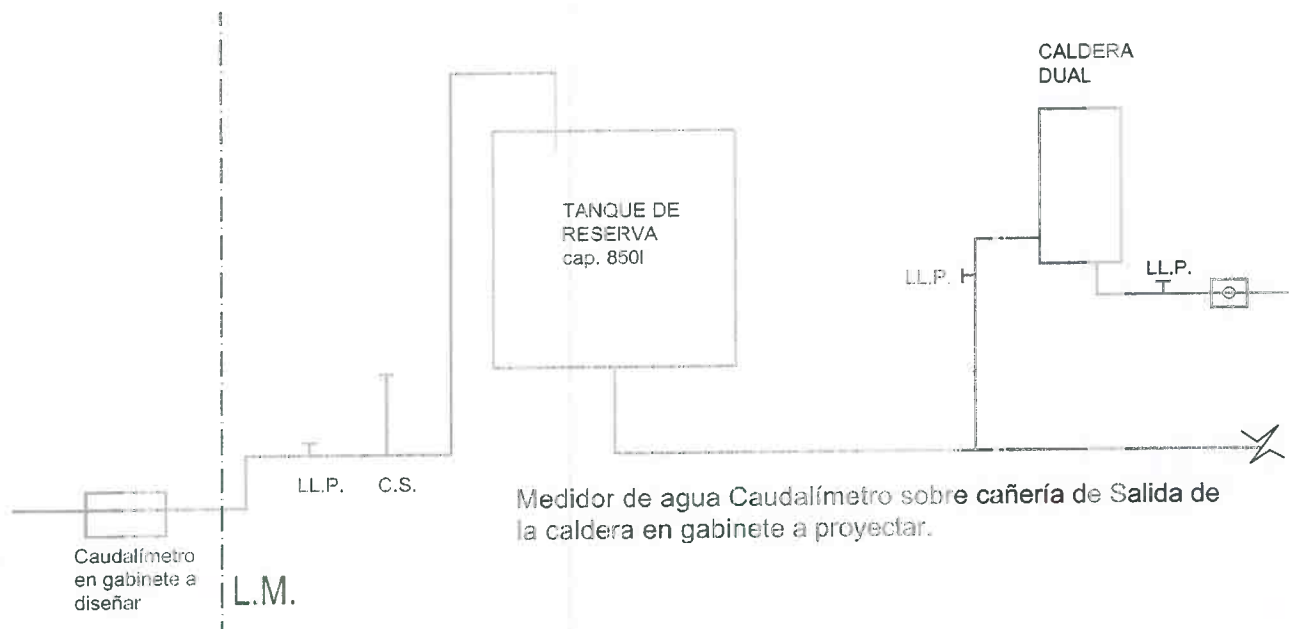 CALDERA
DUAL
TANQUE DE
RESERVA
cap. 850l
LL.P.
LL.P.
LL.P.
C.S.
Medidor de agua Caudalímetro sobre cañería de Salida de
la caldera en gabinete a proyectar.
Caudalímetro
en gabinete a
diseñar
L.M.